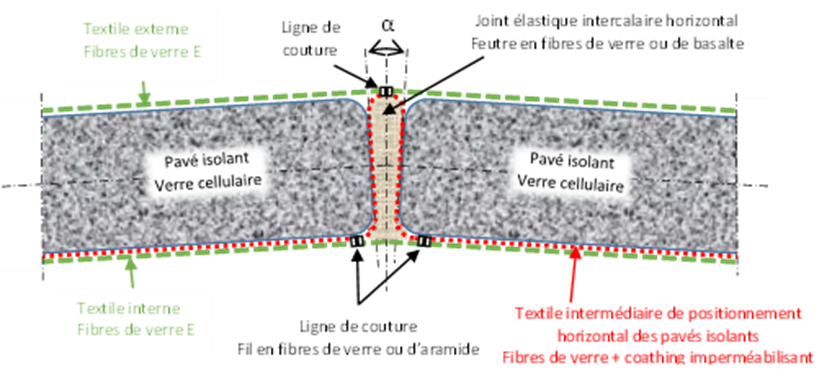 Textile externe
Fibres de verre E
Ligne de
couture
α
Joint élastique intercalaire horizontal
Feutre en fibres de verre ou de basalte
Pavé isolant
Verre cellulaire
Pavé isolant
Verre cellulaire
Textile interne
Fibres de verre E
Ligne de couture
Fil en fibres de verre ou d'aramide
Textile intermédiaire de positionnement
horizontal des pavés isolants
Fibres de verre + coathing imperméabilisant